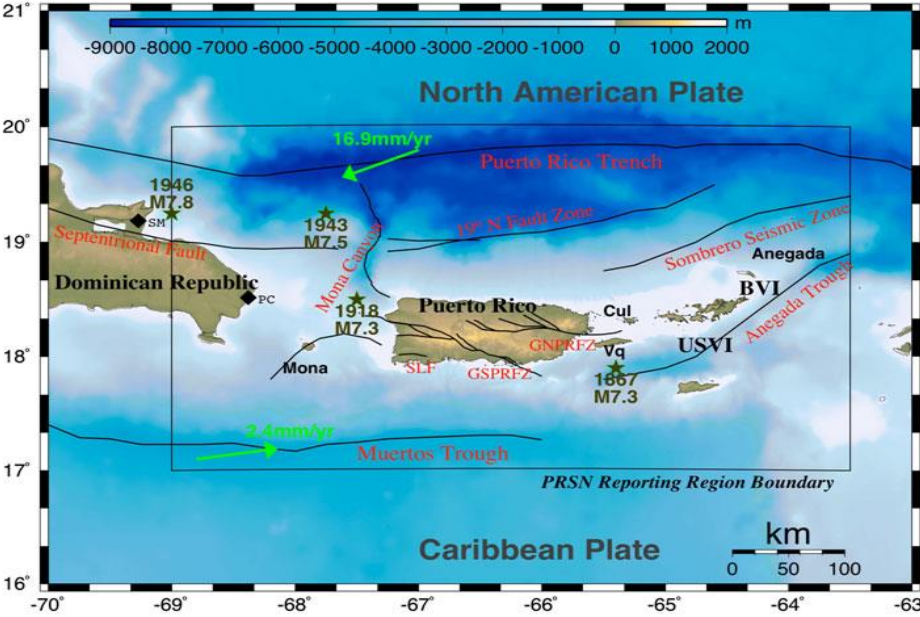 21°
m
-9000 -8000 -7000 -6000 -5000 -4000 -3000 -2000 -1000 0 1000 2000
North American Plate
20°
16.9mm/yr
Puerto Rico Trench
1946
M7.8
SM
1943
M7.5
19° N Fault Zone
Sombrero Seismic Zone
19°
Septentrional Fault
Mona Canyon
Anegada
Dominican Republic
PC
BVI
Anegada Trough
1918
M7.3
Puerto Rico
Cul
USVI
18°
Mona
SLF
GSPRFZ
GNPRFZ
Vq
1867
M7.3
2.4mm/yr
Muertos Trough
17°
PRSN Reporting Region Boundary
Caribbean Plate
km
0 50 100
16°
-70 -69 -68 -67 -66 -65 -64 -63